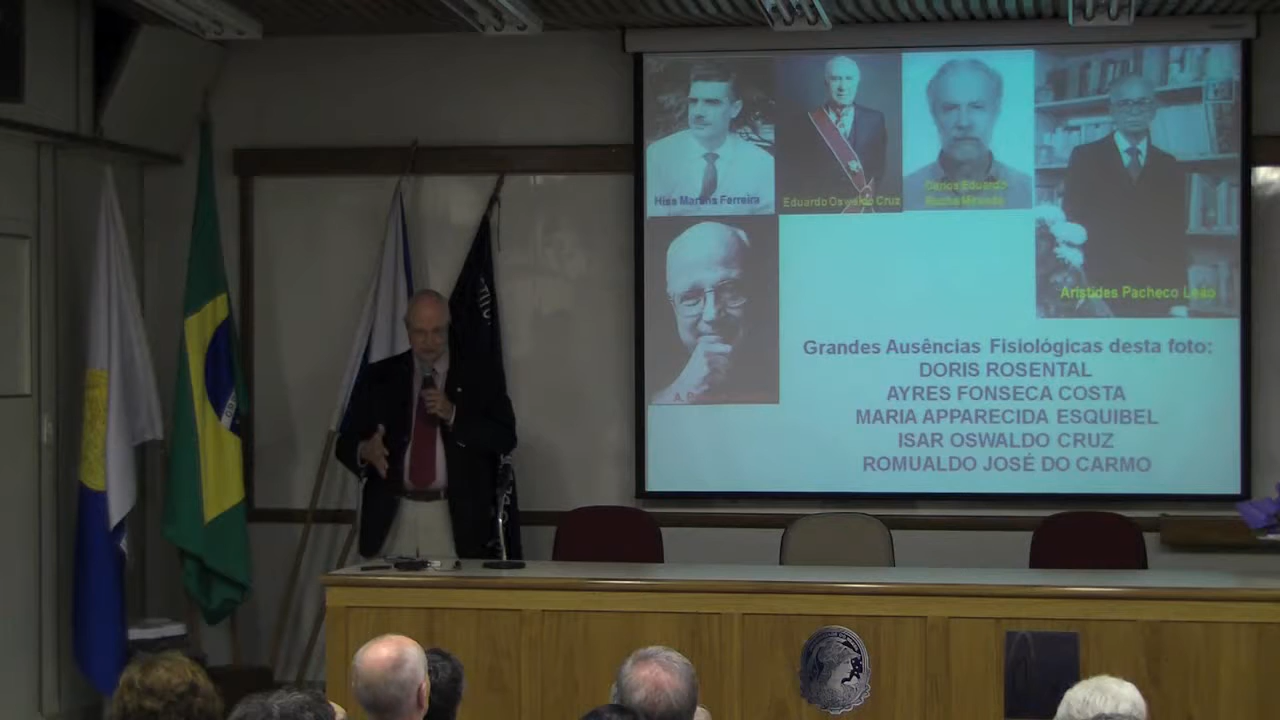 Hiss Martins Ferreira
Eduardo Oswaldo Cruz
Carlos Eduardo
Rocha Miranda
Aristides Pacheco Leão
A.
Grandes Ausências Fisiológicas desta foto:
DORIS ROSENTAL
AYRES FONSECA COSTA
MARIA APPARECIDA ESQUIBEL
ISAR OSWALDO CRUZ
ROMUALDO JOSÉ DO CARMO